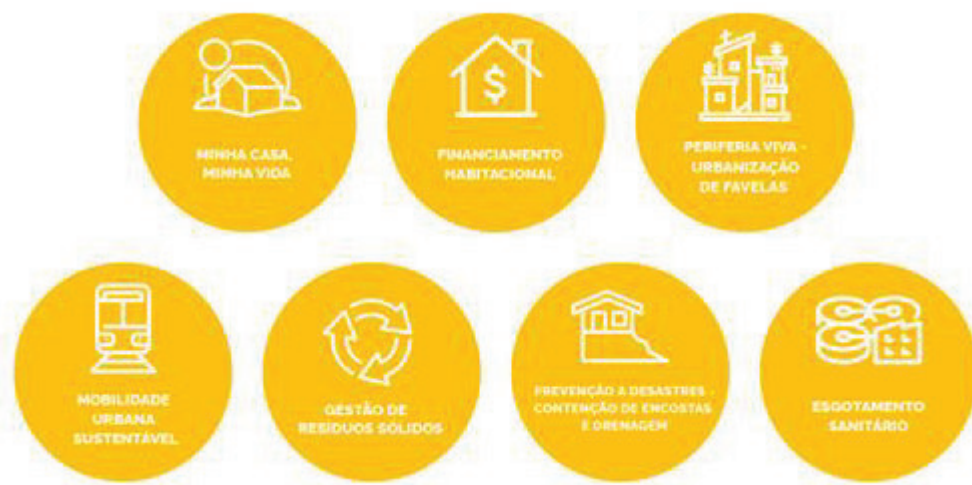 MINHA CASA,
MINHA VIDA
FINANCIAMENTO
HABITACIONAL
PERIFERIA VIVA -
URBANIZAÇÃO
DE FAVELAS
MOBILIDADE
URBANA
SUSTENTÁVEL
GESTÃO DE
RESÍDUOS SÓLIDOS
PREVENÇÃO A DESASTRES -
CONTENÇÃO DE ENCOSTAS
E DRENAGEM
ESGOTAMENTO
SANITÁRIO